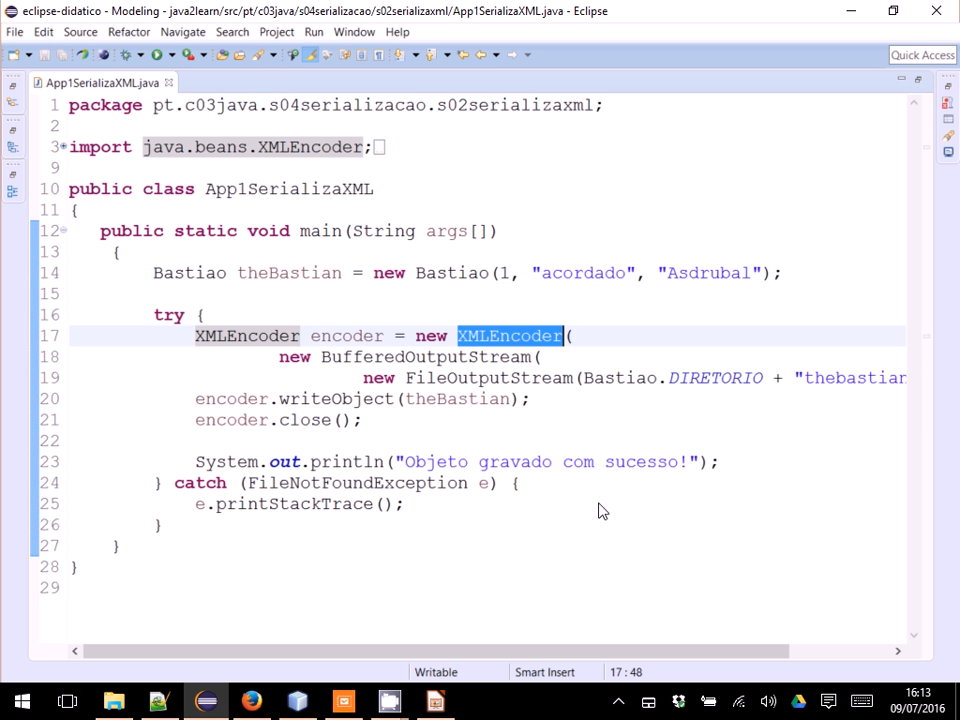 eclipse-didatico - Modeling - java2learn/src/pt/c03java/s04serializacao/s02serializaxml/App1SerializaXML.java - Eclipse
File Edit Source Refactor Navigate Search Project Run Window Help
Quick Access
App1SerializaXML.java
1 package pt.c03java.s04serializacao.s02serializaxml;
2
3 import java.beans.XMLEncoder;
9
10 public class App1SerializaXML
11 {
12 public static void main(String args[])
13 {
14 Bastiao theBastian = new Bastiao(1, "acordado", "Asdrubal");
15
16 try {
17 XMLEncoder encoder = new XMLEncoder(
18 new BufferedOutputStream(
19 new FileOutputStream(Bastiao.DIRETORIO + "thebastian
20 encoder.writeObject(theBastian);
21 encoder.close();
22
23 System.out.println("Objeto gravado com sucesso!");
24 } catch (FileNotFoundException e) {
25 e.printStackTrace();
26 }
27 }
28 }
29
Writable Smart Insert 17 : 48
16:13
09/07/2016